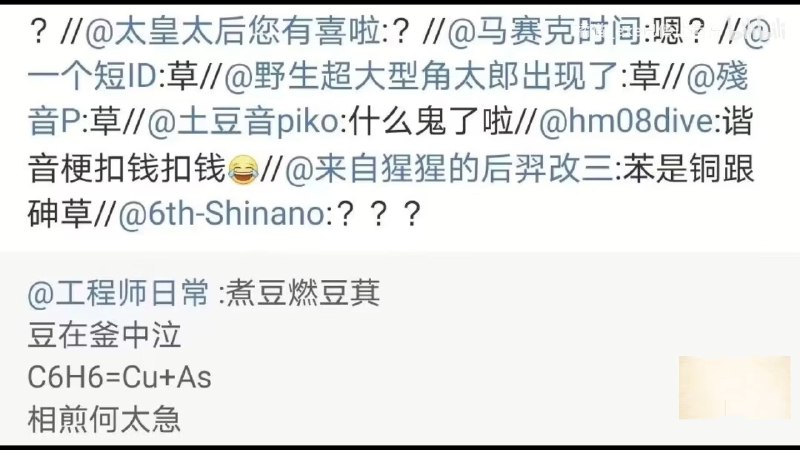 ？//@太皇太后您有喜啦:？//@马赛克时间:嗯？//@
一个短ID:草//@野生超大型角太郎出现了:草//@殘
音P:草//@土豆音piko:什么鬼了啦//@hm08dive:谐
音梗扣钱扣钱😂//@来自猩猩的后羿改三:苯是铜跟
砷草//@6th-Shinano:？？？
@工程师日常 :煮豆燃豆萁
豆在釜中泣
C6H6=Cu+As
相煎何太急